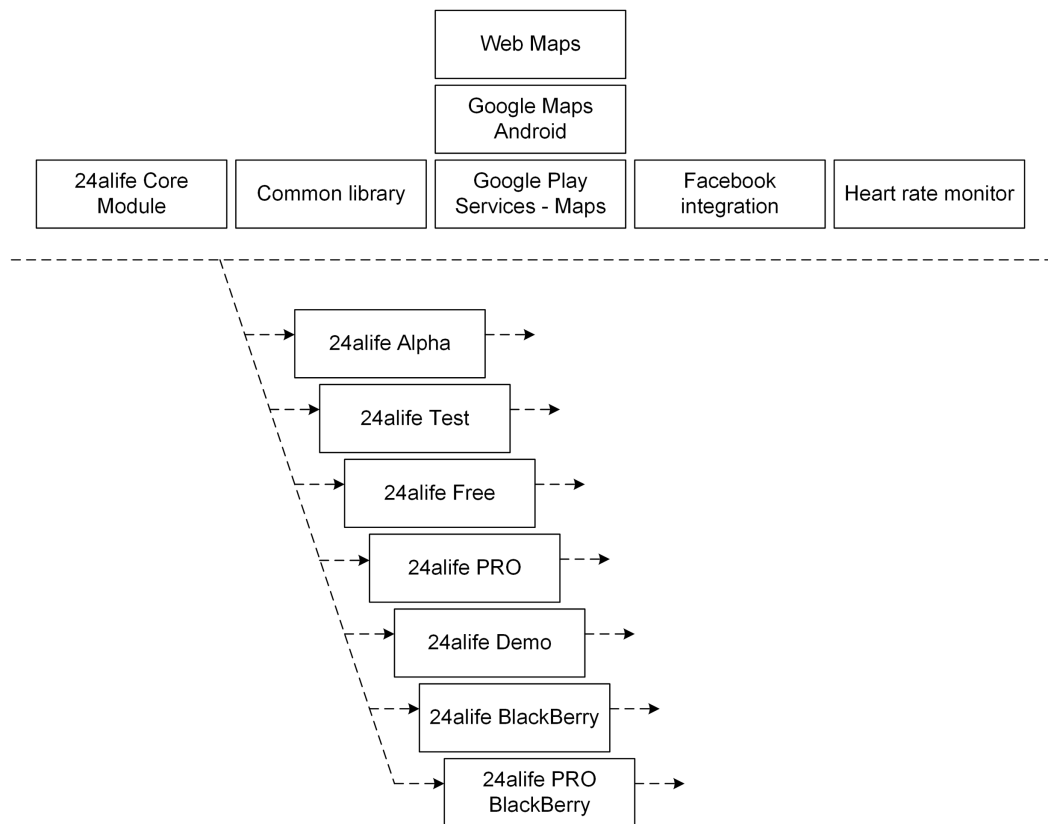 Web Maps
Google Maps
Android
24alife Core
Module
Common library
Google Play
Services - Maps
Facebook
integration
Heart rate monitor
24alife Alpha
24alife Test
24alife Free
24alife PRO
24alife Demo
24alife BlackBerry
24alife PRO
BlackBerry